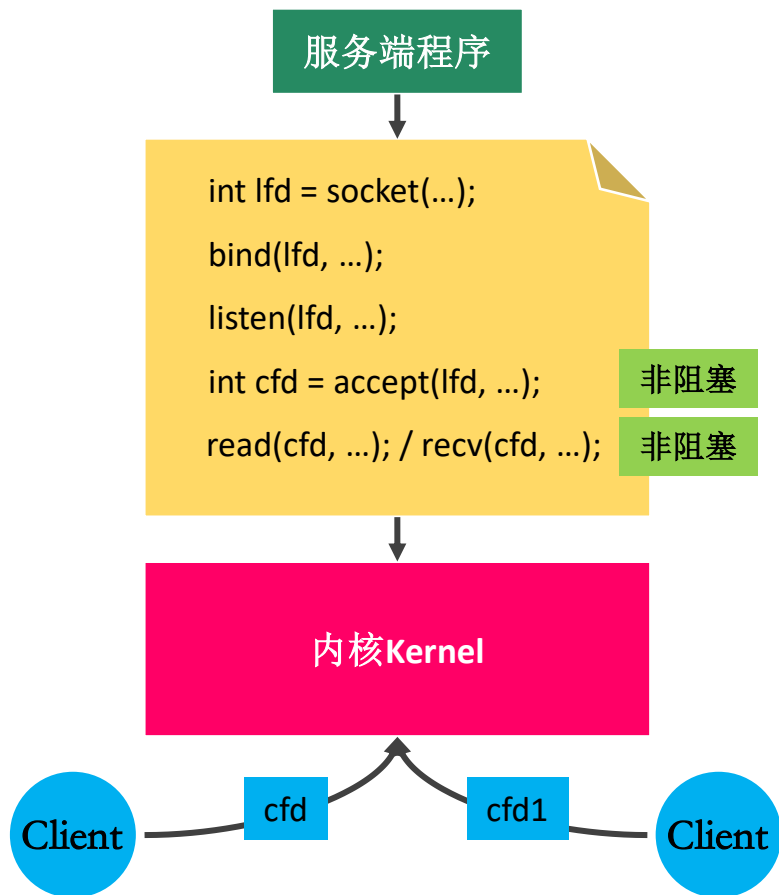 服务端程序
int lfd = socket(…);
bind(lfd, …);
listen(lfd, …);
int cfd = accept(lfd, …);
非阻塞
read(cfd, …); / recv(cfd, …);
非阻塞
内核Kernel
cfd
cfd1
Client
Client